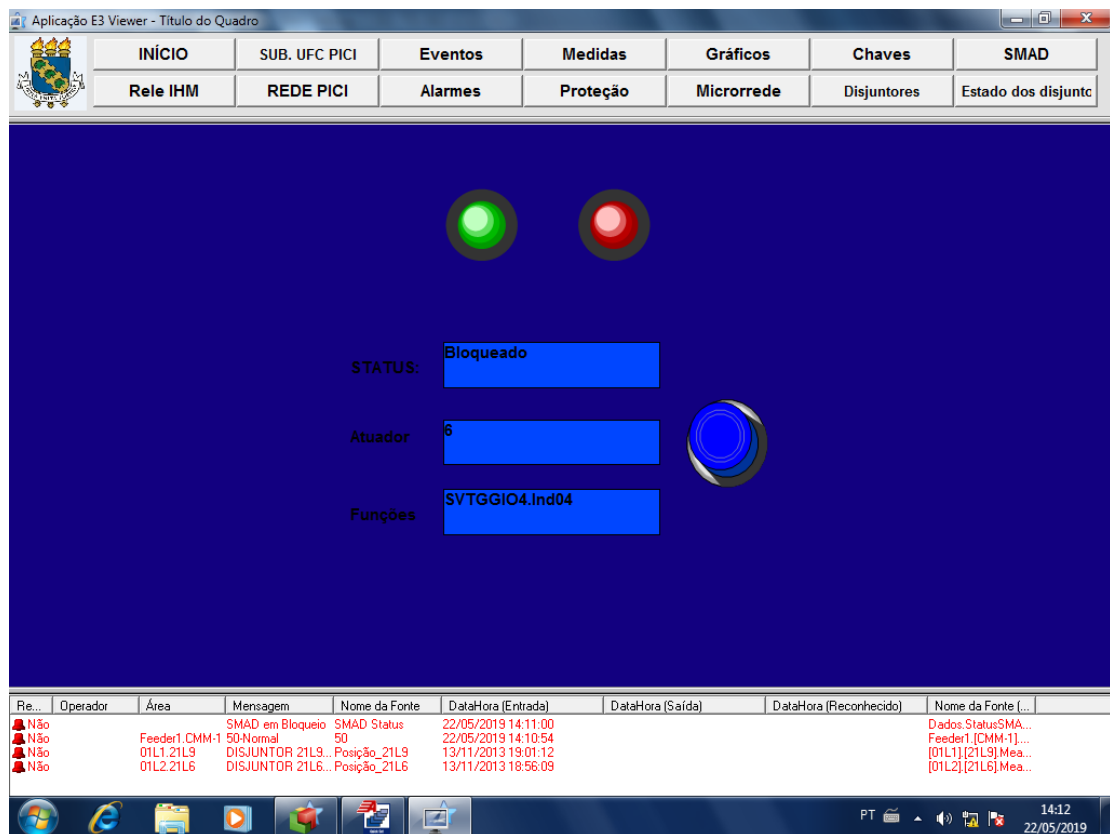 Aplicação E3 Viewer - Título do Quadro
INÍCIO SUB. UFC PICI Eventos Medidas Gráficos Chaves SMAD
Rele IHM REDE PICI Alarmes Proteção Microrrede Disjuntores Estado dos disjuntc
STATUS: Bloqueado
Atuador 6
Funções SVTGGIO4.Ind04
Re... Operador Área Mensagem Nome da Fonte DataHora (Entrada) DataHora (Saída) DataHora (Reconhecido) Nome da Fonte (...
Não SMAD em Bloqueio SMAD Status 22/05/2019 14:11:00 Dados.StatusSMA...
Não Feeder1.CMM-1 50-Normal 50 22/05/2019 14:10:54 Feeder1.[CMM-1]....
Não 01L1.21L9 DISJUNTOR 21L9... Posição_21L9 13/11/2013 19:01:12 [01L1].[21L9].Mea...
Não 01L2.21L6 DISJUNTOR 21L6... Posição_21L6 13/11/2013 18:56:09 [01L2].[21L6].Mea...
PT 14:12
22/05/2019